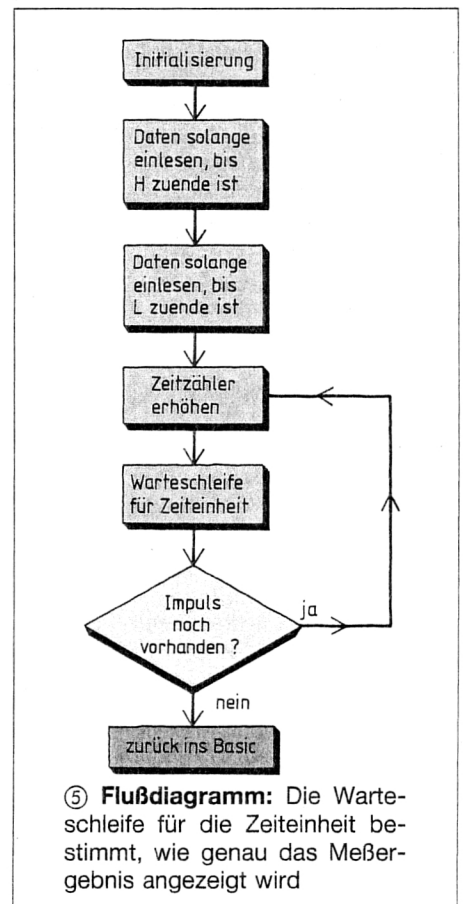 Initialisierung
Daten solange
einlesen, bis
H zuende ist
Daten solange
einlesen, bis
L zuende ist
Zeitzähler
erhöhen
Warteschleife
für Zeiteinheit
Impuls
noch
vorhanden ?
ja
nein
zurück ins Basic
⑤ Flußdiagramm: Die Warte-
schleife für die Zeiteinheit be-
stimmt, wie genau das Meßer-
gebnis angezeigt wird